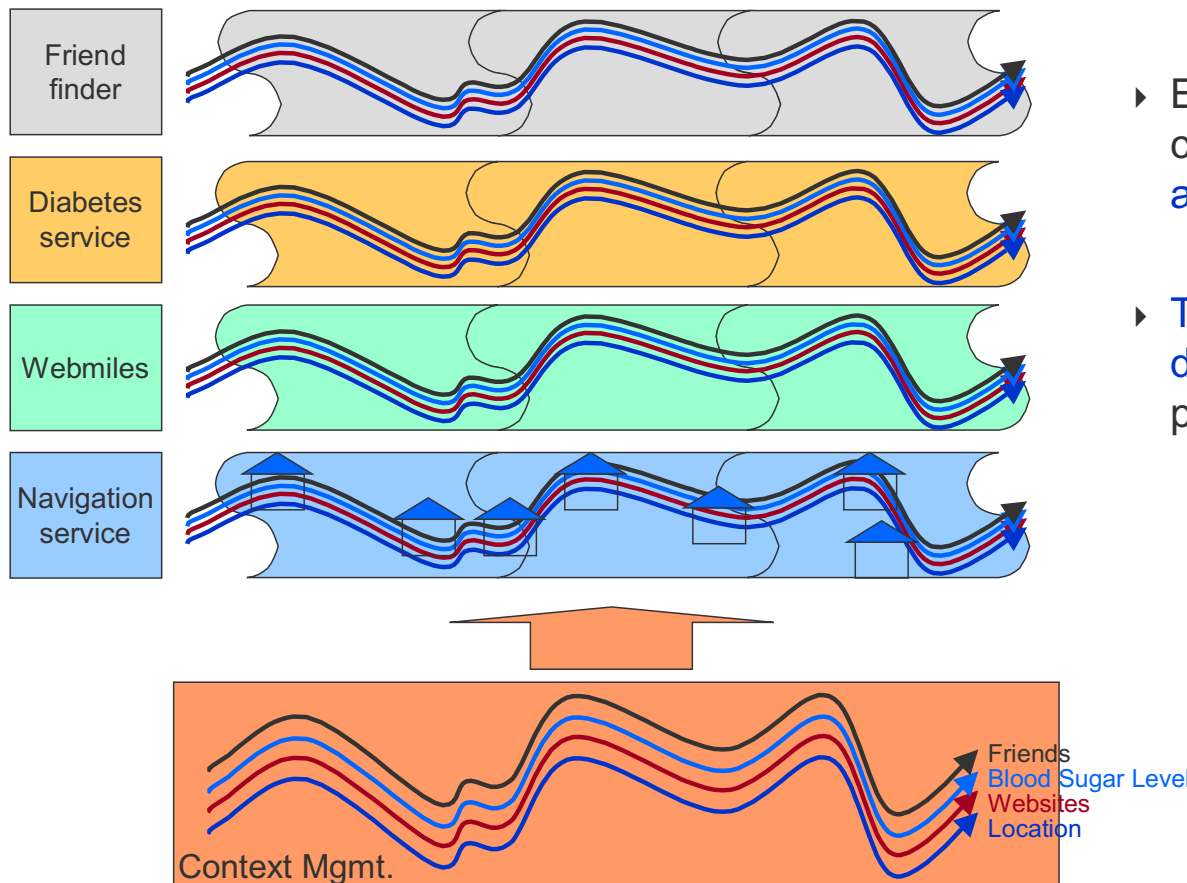 Friend
finder
Diabetes
service
Webmiles
Navigation
service
Friends
Blood Sugar Level
Websites
Location
Context Mgmt.